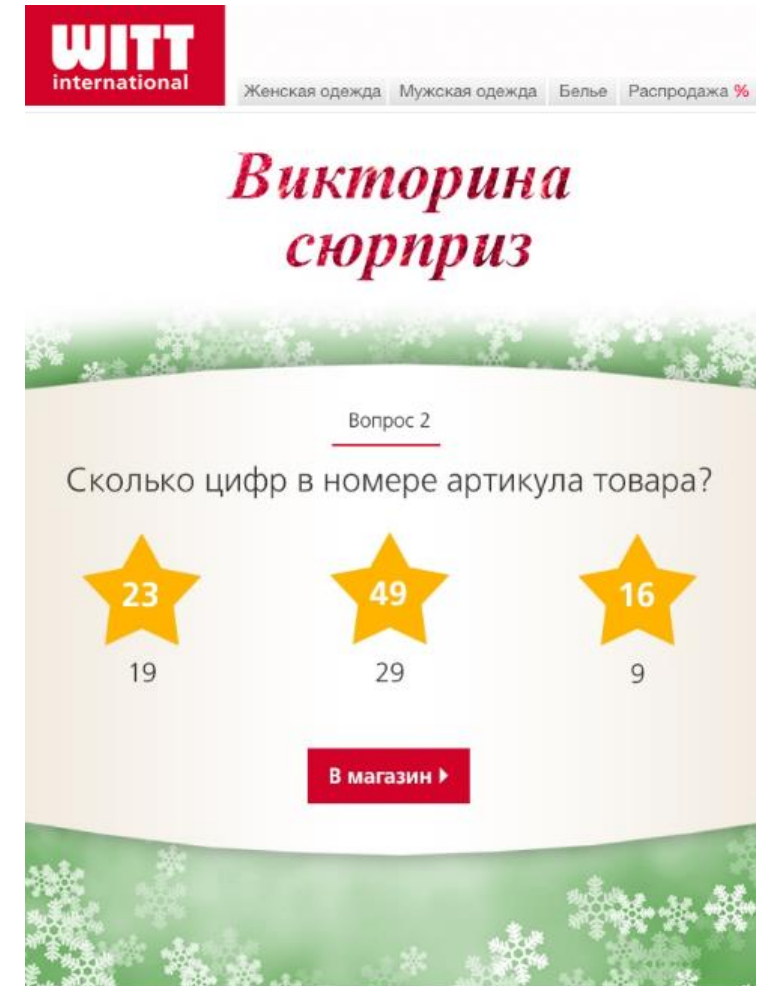 WITT
international
Женская одежда Мужская одежда Белье Распродажа %
Викторина
сюрприз
Вопрос 2
Сколько цифр в номере артикула товара?
23 49 16
19 29 9
В магазин